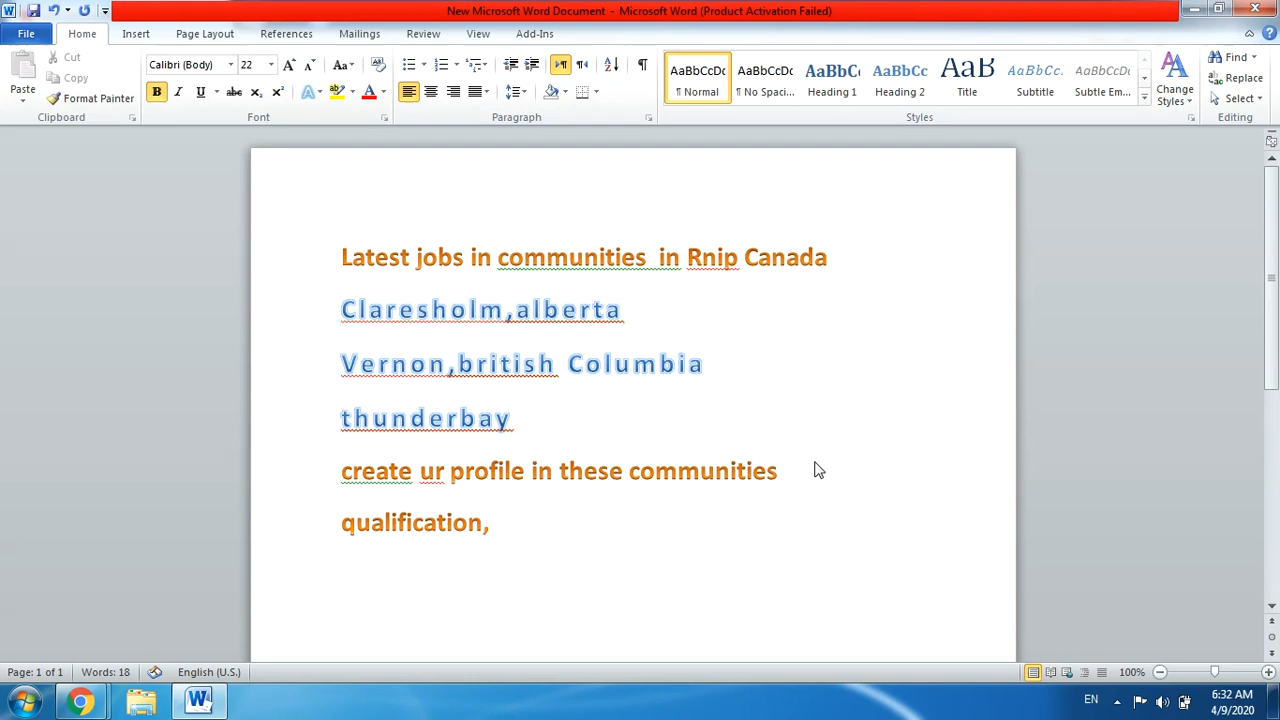 New Microsoft Word Document - Microsoft Word (Product Activation Failed)
File Home Insert Page Layout References Mailings Review View Add-Ins
Paste
Cut
Copy
Format Painter
Clipboard
Calibri (Body) 22
Font
Paragraph
AaBbCcDc AaBbCcDc AaBbC AaBbCc AaB AaBbCc. AaBbCcDc
¶ Normal ¶ No Spaci... Heading 1 Heading 2 Title Subtitle Subtle Em...
Change Styles
Styles
Find
Replace
Select
Editing
Latest jobs in communities in Rnip Canada
Claresholm,alberta
Vernon,british Columbia
thunderbay
create ur profile in these communities
qualification,
Page: 1 of 1 Words: 18 English (U.S.) 100%
EN 6:32 AM
4/9/2020